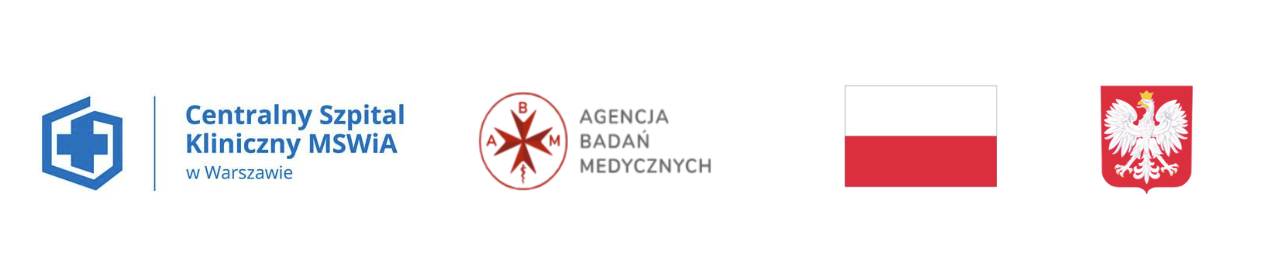 Centralny Szpital
Kliniczny MSWiA
w Warszawie
B
A M
AGENCJA
BADAŃ
MEDYCZNYCH